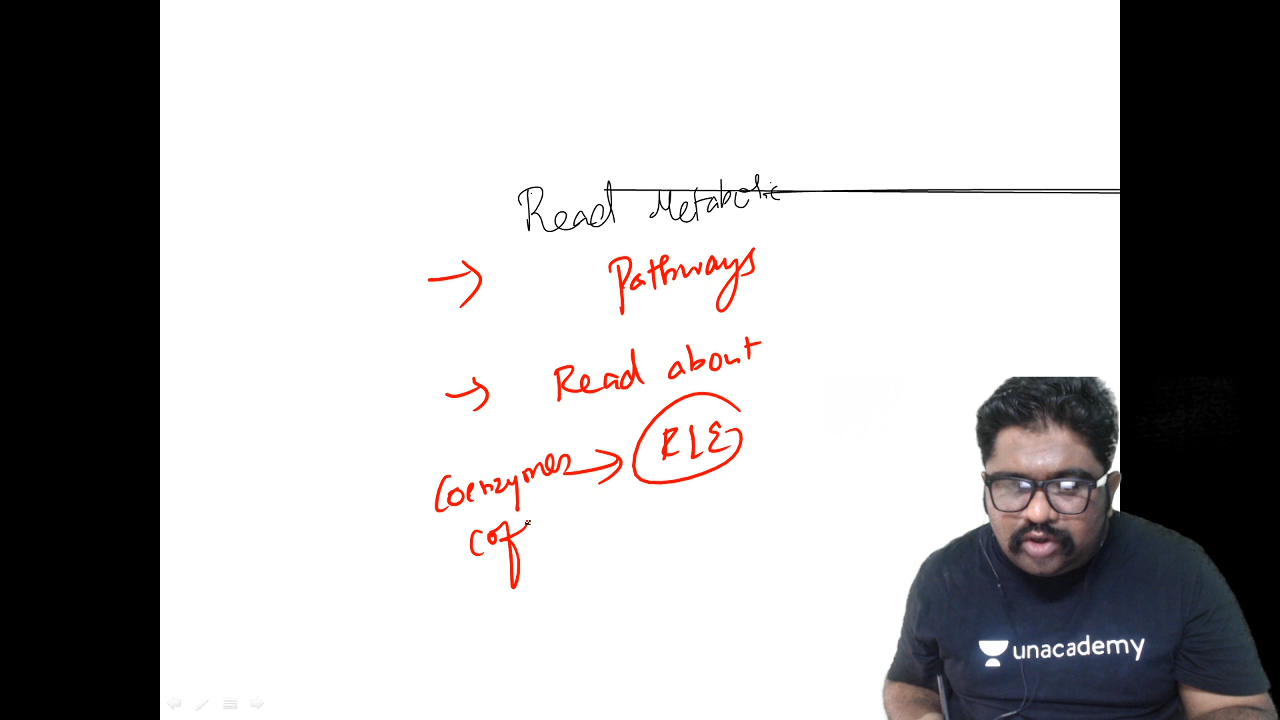 Read Metabolic
→ Pathways
→ Read about
RLE
Coenzymes →
cof
unacademy